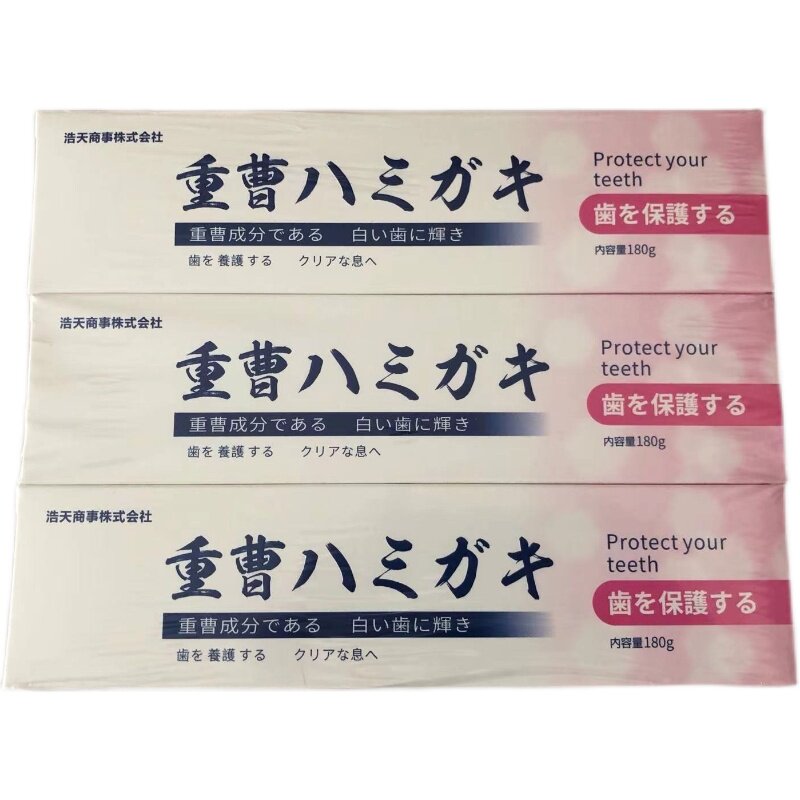 浩天商事株式会社
重曹ハミガキ
重曹成分である 白い歯に輝き
歯を 養護 する クリアな息へ
Protect your
teeth
歯を保護する
内容量180g
浩天商事株式会社
重曹ハミガキ
重曹成分である 白い歯に輝き
歯を 養護 する クリアな息へ
Protect your
teeth
歯を保護する
内容量180g
浩天商事株式会社
重曹ハミガキ
重曹成分である 白い歯に輝き
歯を 養護 する クリアな息へ
Protect your
teeth
歯を保護する
内容量180g